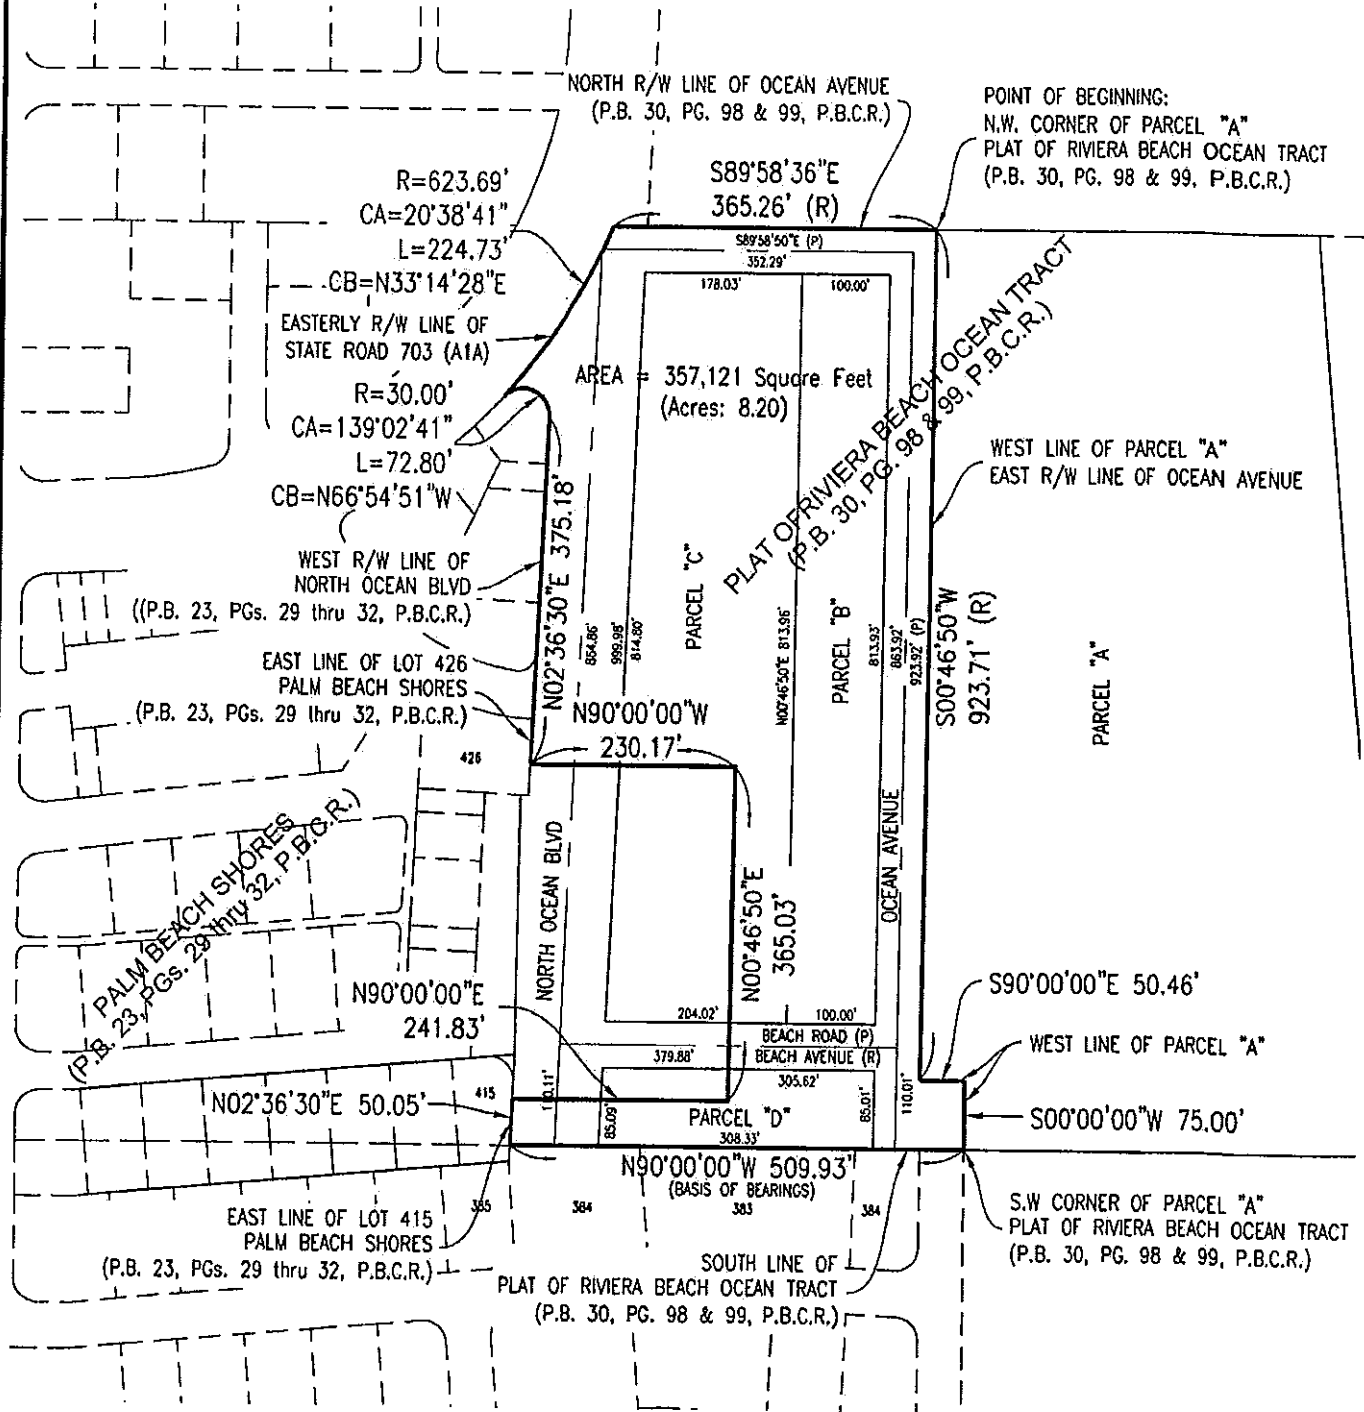 NORTH R/W LINE OF OCEAN AVENUE
(P.B. 30, PG. 98 & 99, P.B.C.R.)
POINT OF BEGINNING:
N.W. CORNER OF PARCEL "A"
PLAT OF RIVIERA BEACH OCEAN TRACT
(P.B. 30, PG. 98 & 99, P.B.C.R.)
S89°58'36"E
365.26' (R)
R=623.69'
CA=20°38'41"
L=224.73'
CB=N33°14'28"E
S89°58'50"E (P)
352.29'
178.03'
100.00'
EASTERLY R/W LINE OF
STATE ROAD 703 (A1A)
AREA = 357,121 Square Feet
(Acres: 8.20)
R=30.00'
CA=139°02'41"
L=72.80'
CB=N66°54'51"W
PLAT OF RIVIERA BEACH OCEAN TRACT
(P.B. 30, PG. 98 & 99, P.B.C.R.)
WEST LINE OF PARCEL "A"
EAST R/W LINE OF OCEAN AVENUE
WEST R/W LINE OF
NORTH OCEAN BLVD
((P.B. 23, PGs. 29 thru 32, P.B.C.R.)
N02°36'30"E 375.18'
854.86'
999.98'
814.80'
PARCEL "C"
N00°46'50"E 813.96'
PARCEL "B"
813.93'
863.92'
923.92' (P)
S00°46'50"W
923.71' (R)
PARCEL "A"
EAST LINE OF LOT 426
PALM BEACH SHORES
(P.B. 23, PGs. 29 thru 32, P.B.C.R.)
N90°00'00"W
230.17'
426
PALM BEACH SHORES
(P.B. 23, PGs. 29 thru 32, P.B.C.R.)
NORTH OCEAN BLVD
N00°46'50"E
365.03'
OCEAN AVENUE
N90°00'00"E
241.83'
S90°00'00"E 50.46'
204.02'
100.00'
BEACH ROAD (P)
BEACH AVENUE (R)
379.88'
305.62'
WEST LINE OF PARCEL "A"
N02°36'30"E 50.05'
415
110.11'
85.09'
PARCEL "D"
308.33'
85.01'
110.01'
S00°00'00"W 75.00'
N90°00'00"W 509.93'
(BASIS OF BEARINGS)
385
384
383
384
EAST LINE OF LOT 415
PALM BEACH SHORES
(P.B. 23, PGs. 29 thru 32, P.B.C.R.)
S.W CORNER OF PARCEL "A"
PLAT OF RIVIERA BEACH OCEAN TRACT
(P.B. 30, PG. 98 & 99, P.B.C.R.)
SOUTH LINE OF
PLAT OF RIVIERA BEACH OCEAN TRACT
(P.B. 30, PG. 98 & 99, P.B.C.R.)